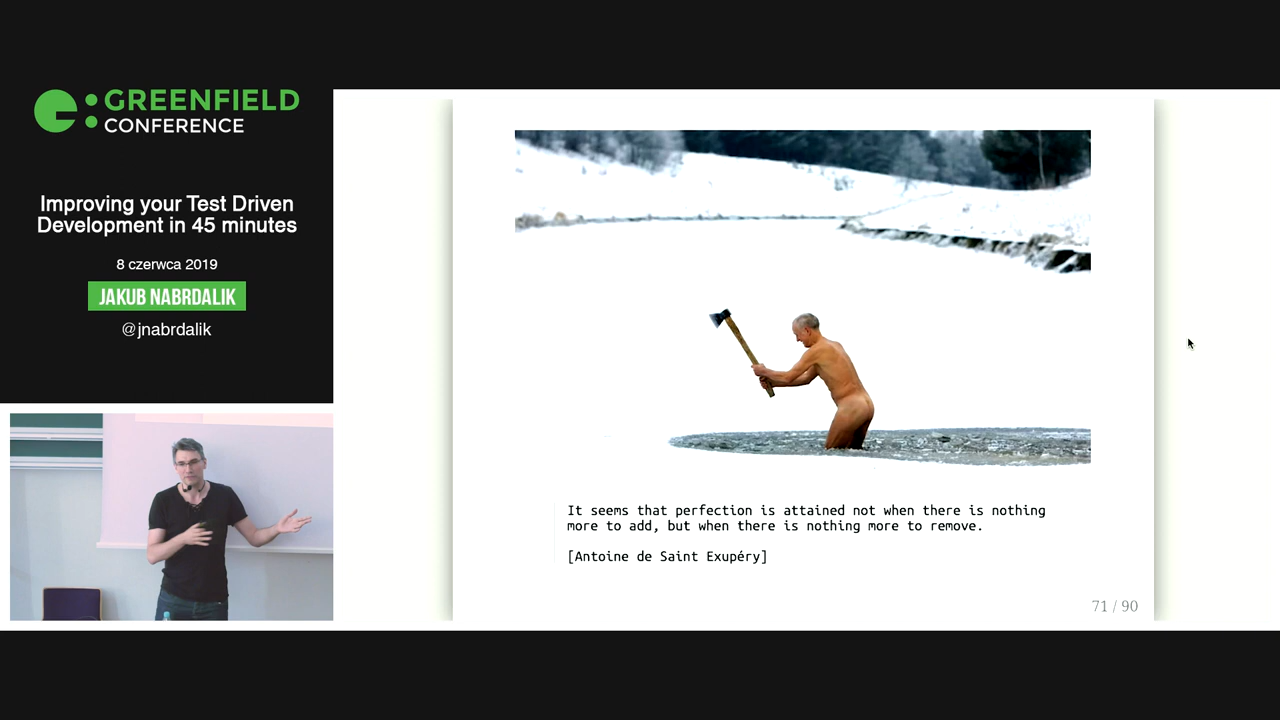 GREENFIELD
CONFERENCE
Improving your Test Driven
Development in 45 minutes
8 czerwca 2019
JAKUB NABRDALIK
@jnabrdalik
It seems that perfection is attained not when there is nothing
more to add, but when there is nothing more to remove.
[Antoine de Saint Exupéry]
71 / 90